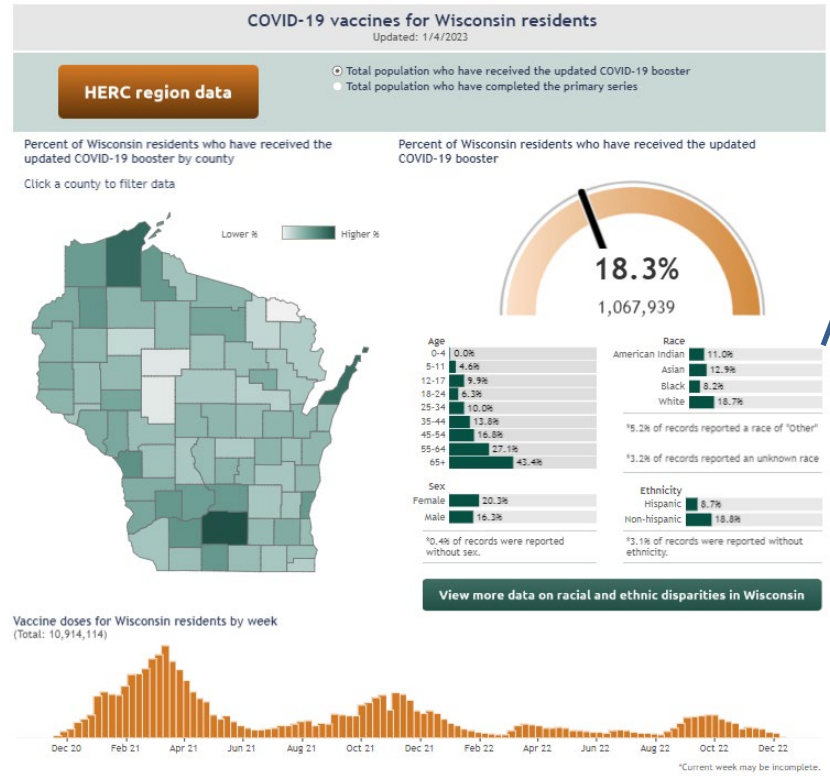 COVID-19 vaccines for Wisconsin residents
Updated: 1/4/2023
HERC region data
Total population who have received the updated COVID-19 booster
Total population who have completed the primary series
Percent of Wisconsin residents who have received the
updated COVID-19 booster by county
Click a county to filter data
Lower %
Higher %
Percent of Wisconsin residents who have received the updated
COVID-19 booster
18.3%
1,067,939
Age
0-4 0.0%
5-11 4.6%
12-17 9.9%
18-24 6.3%
25-34 10.0%
35-44 13.8%
45-54 16.8%
55-64 27.1%
65+ 43.4%
Sex
Female 20.3%
Male 16.3%
*0.4% of records were reported
without sex.
Race
American Indian 11.0%
Asian 12.9%
Black 8.2%
White 18.7%
*5.2% of records reported a race of "Other"
*3.2% of records reported an unknown race
Ethnicity
Hispanic 8.7%
Non-hispanic 18.8%
*3.1% of records were reported without
ethnicity.
View more data on racial and ethnic disparities in Wisconsin
Vaccine doses for Wisconsin residents by week
(Total: 10,914,114)
Dec 20 Feb 21 Apr 21 Jun 21 Aug 21 Oct 21 Dec 21 Feb 22 Apr 22 Jun 22 Aug 22 Oct 22 Dec 22
*Current week may be incomplete.